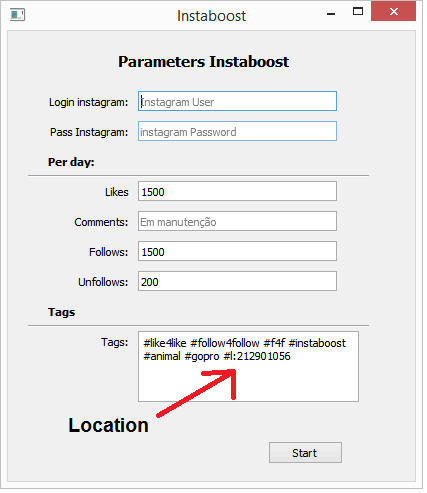 Instaboost
Parameters Instaboost
Login instagram: Instagram User
Pass Instagram: instagram Password
Per day:
Likes 1500
Comments: Em manutenção
Follows: 1500
Unfollows: 200
Tags
Tags: #like4like #follow4follow #f4f #instaboost
#animal #gopro #l:212901056
Location
Start